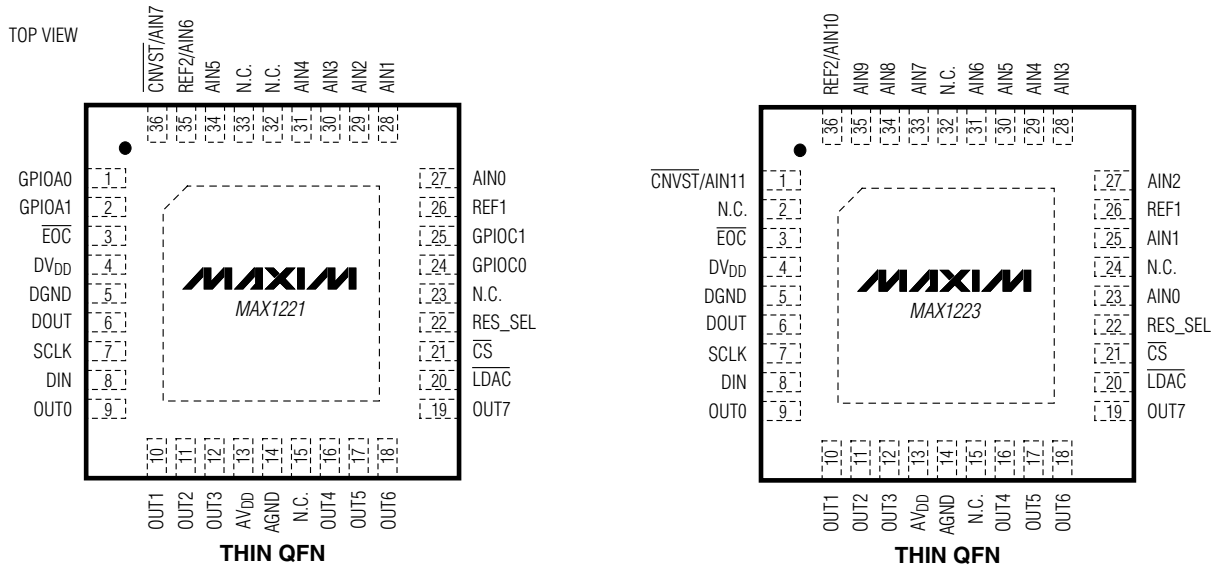 TOP VIEW
CNVST/AIN7
REF2/AIN6
AIN5
N.C.
N.C.
AIN4
AIN3
AIN2
AIN1
36
35
34
33
32
31
30
29
28
GPIOA0 1
GPIOA1 2
EOC 3
DVDD 4
DGND 5
DOUT 6
SCLK 7
DIN 8
OUT0 9
27 AIN0
26 REF1
25 GPIOC1
24 GPIOC0
23 N.C.
22 RES_SEL
21 CS
20 LDAC
19 OUT7
MAXIM
MAX1221
10
11
12
13
14
15
16
17
18
OUT1
OUT2
OUT3
AVDD
AGND
N.C.
OUT4
OUT5
OUT6
THIN QFN
REF2/AIN10
AIN9
AIN8
AIN7
N.C.
AIN6
AIN5
AIN4
AIN3
36
35
34
33
32
31
30
29
28
CNVST/AIN11 1
N.C. 2
EOC 3
DVDD 4
DGND 5
DOUT 6
SCLK 7
DIN 8
OUT0 9
27 AIN2
26 REF1
25 AIN1
24 N.C.
23 AIN0
22 RES_SEL
21 CS
20 LDAC
19 OUT7
MAXIM
MAX1223
10
11
12
13
14
15
16
17
18
OUT1
OUT2
OUT3
AVDD
AGND
N.C.
OUT4
OUT5
OUT6
THIN QFN